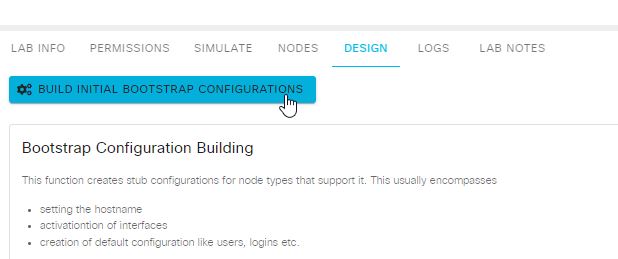 LAB INFO PERMISSIONS SIMULATE NODES DESIGN LOGS LAB NOTES
BUILD INITIAL BOOTSTRAP CONFIGURATIONS
Bootstrap Configuration Building
This function creates stub configurations for node types that support it. This usually encompasses
• setting the hostname
• activationtion of interfaces
• creation of default configuration like users, logins etc.